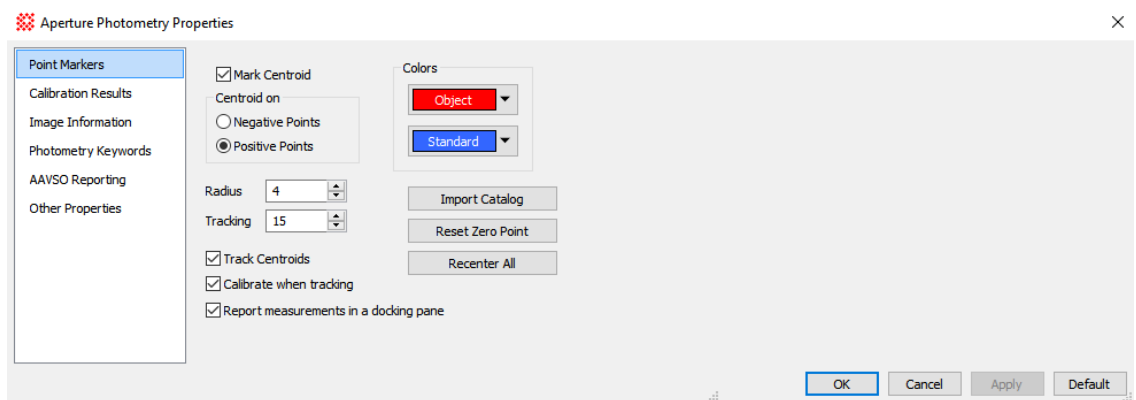 Aperture Photometry Properties
Point Markers
Calibration Results
Image Information
Photometry Keywords
AAVSO Reporting
Other Properties
Mark Centroid
Centroid on
Negative Points
Positive Points
Radius 4
Tracking 15
Track Centroids
Calibrate when tracking
Report measurements in a docking pane
Colors
Object
Standard
Import Catalog
Reset Zero Point
Recenter All
OK Cancel Apply Default